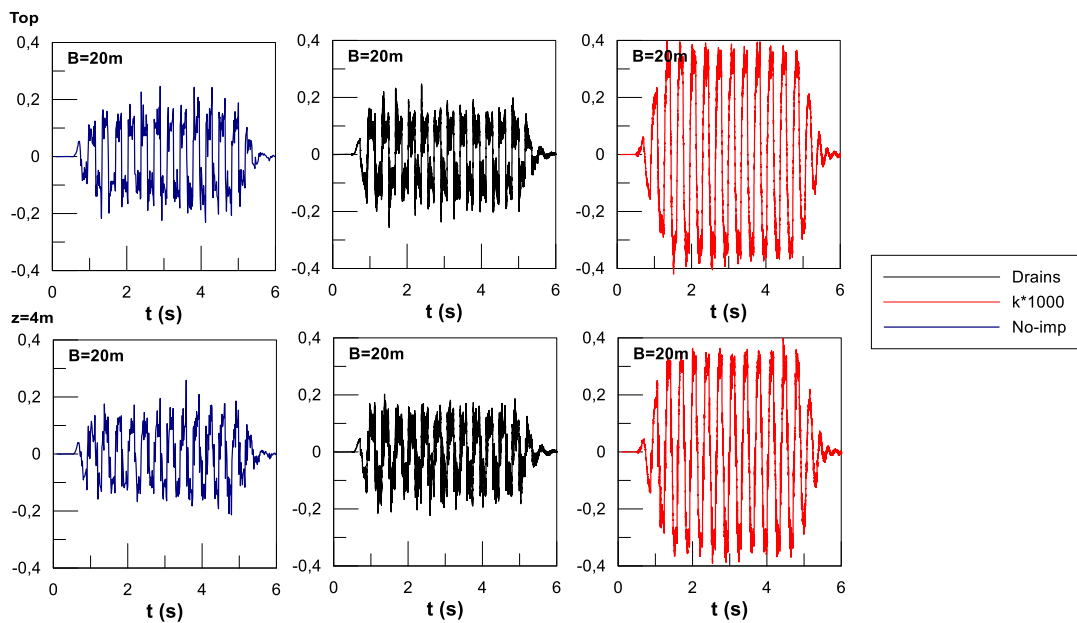 Top
0,4 0,4 0,4
B=20m B=20m B=20m
0,2 0,2 0,2
0 0 0
-0,2 -0,2 -0,2
-0,4 -0,4 -0,4
0 2 4 6 0 2 4 6 0 2 4 6
t (s) t (s) t (s)
Drains
k*1000
No-imp
z=4m
0,4 0,4 0,4
B=20m B=20m B=20m
0,2 0,2 0,2
0 0 0
-0,2 -0,2 -0,2
-0,4 -0,4 -0,4
0 2 4 6 0 2 4 6 0 2 4 6
t (s) t (s) t (s)